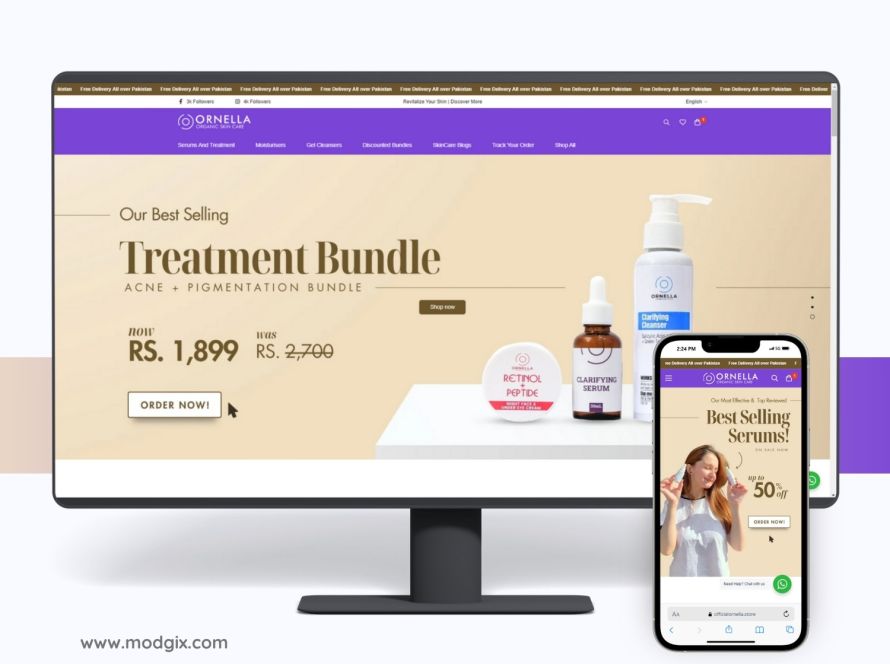 kistan Free Delivery All over Pakistan Free Delivery All over Pakistan Free Delivery All over Pakistan Free Delivery All over Pakistan Free Delivery All over Pakistan Free Delivery All over Pakistan Free Delivery All over Pakistan Free Delivery All over Pakistan Free Delivery All over Pakistan Free Deliver
3k Followers 4k Followers Revitalize Your Skin | Discover More English
ORNELLA
ORGANIC SKIN CARE
1
Serums And Treatment Moisturisers Gel Cleansers Discounted Bundles SkinCare Blogs Track Your Order Shop All
Our Best Selling
Treatment Bundle
ACNE + PIGMENTATION BUNDLE
Shop now
now was
RS. 1,899 RS. 2,700
ORDER NOW!
ORNELLA
RETINOL
+
PEPTIDE
NIGHT FACE &
UNDER EYE CREAM
CLARIFYING
SERUM
30mL
ORNELLA
Clarifying
Cleanser
2:24 PM 5G
ee Delivery All over Pakistan Free Delivery All over Pakistan F
ORNELLA
ORGANIC SKIN CARE
Our Most Effective & Top Reviewed
Best Selling
Serums!
ON SALE NOW
up to
50% off
ORDER NOW!
Need Help? Chat with us
AA officialornella.store
www.modgix.com